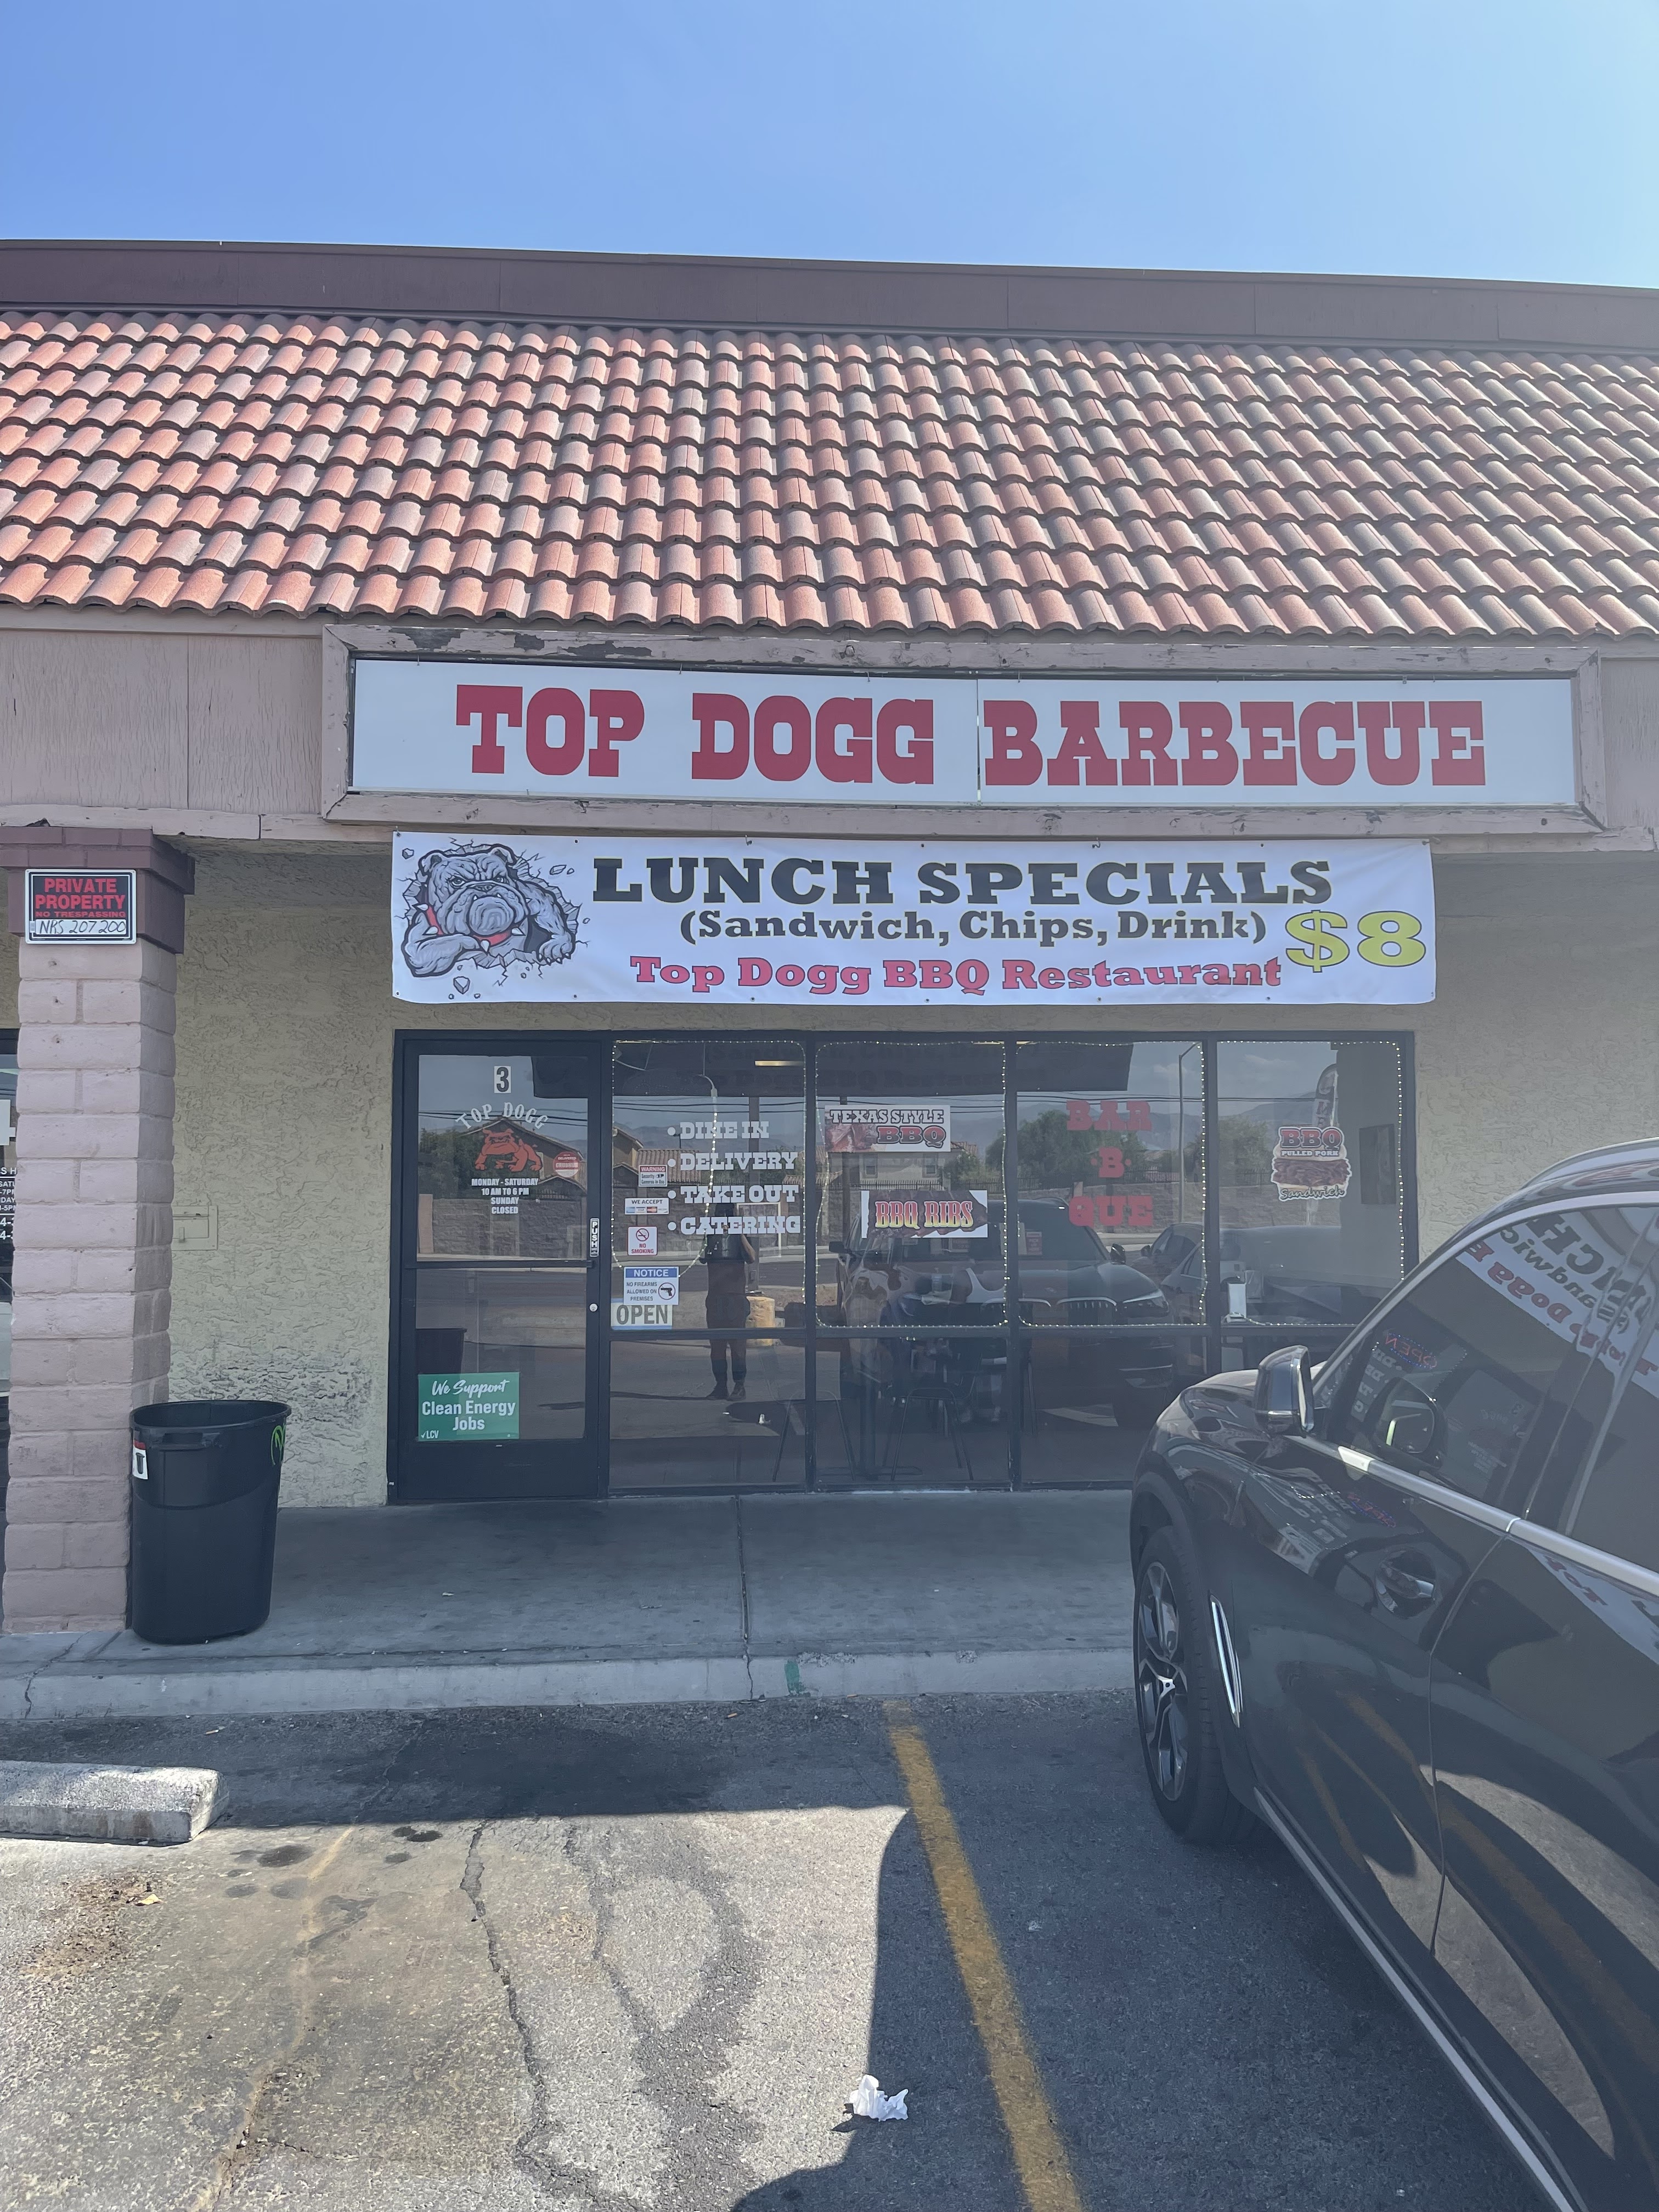 TOP DOGG BARBECUE
LUNCH SPECIALS
(Sandwich, Chips, Drink) $8
Top Dogg BBQ Restaurant
PRIVATE
PROPERTY
NO TRESPASSING
NRS 207 200
3
TOP DOGG
MONDAY - SATURDAY
10 AM TO 6 PM
SUNDAY
CLOSED
PUSH
• DINE IN
• DELIVERY
• TAKE OUT
• CATERING
WARNING
WE ACCEPT
NO
SMOKING
NOTICE
NO FIREARMS
ALLOWED ON
PREMISES
OPEN
We Support
Clean Energy
Jobs
✓LCV
TEXAS STYLE
BBQ
BBQ RIBS
BAR
·B·
QUE
BBQ
PULLED PORK
Sandwich